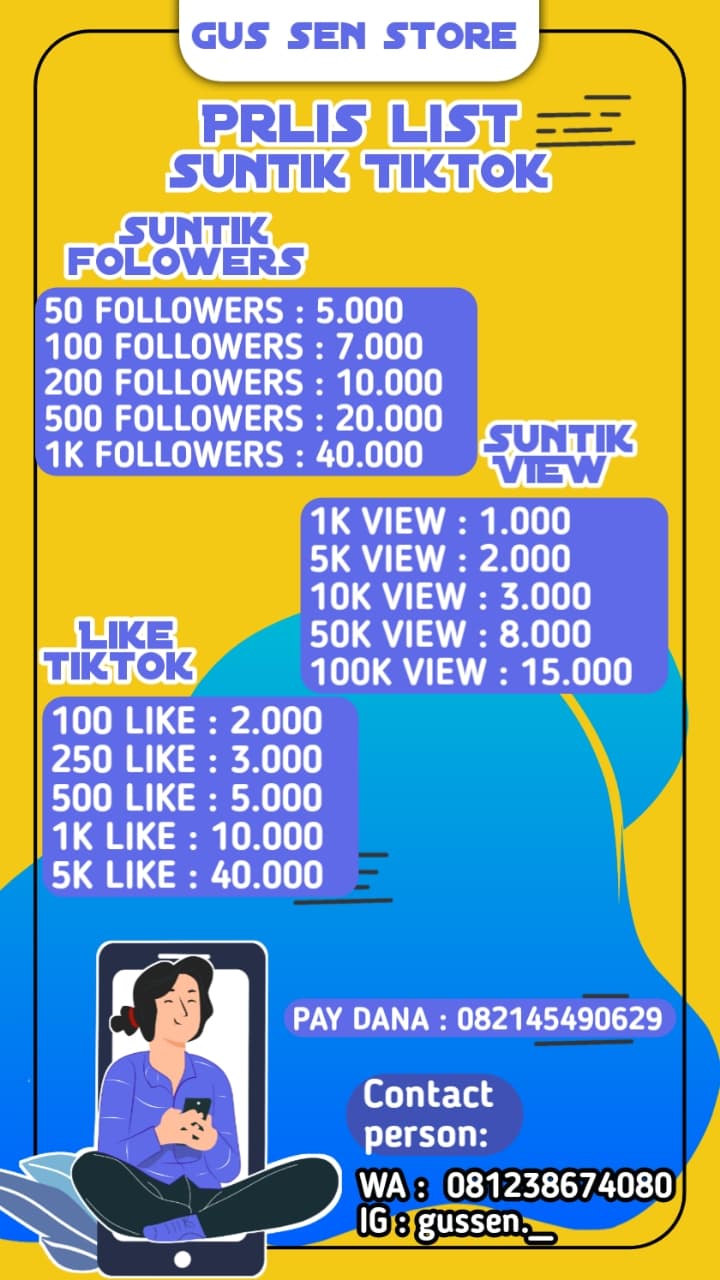 GUS SEN STORE
PRLIS LIST
SUNTIK TIKTOK
SUNTIK
FOLOWERS
50 FOLLOWERS : 5.000
100 FOLLOWERS : 7.000
200 FOLLOWERS : 10.000
500 FOLLOWERS : 20.000
1K FOLLOWERS : 40.000
SUNTIK
VIEW
1K VIEW : 1.000
5K VIEW : 2.000
10K VIEW : 3.000
50K VIEW : 8.000
100K VIEW : 15.000
LIKE
TIKTOK
100 LIKE : 2.000
250 LIKE : 3.000
500 LIKE : 5.000
1K LIKE : 10.000
5K LIKE : 40.000
PAY DANA : 082145490629
Contact
person:
WA : 081238674080
IG : gussen._